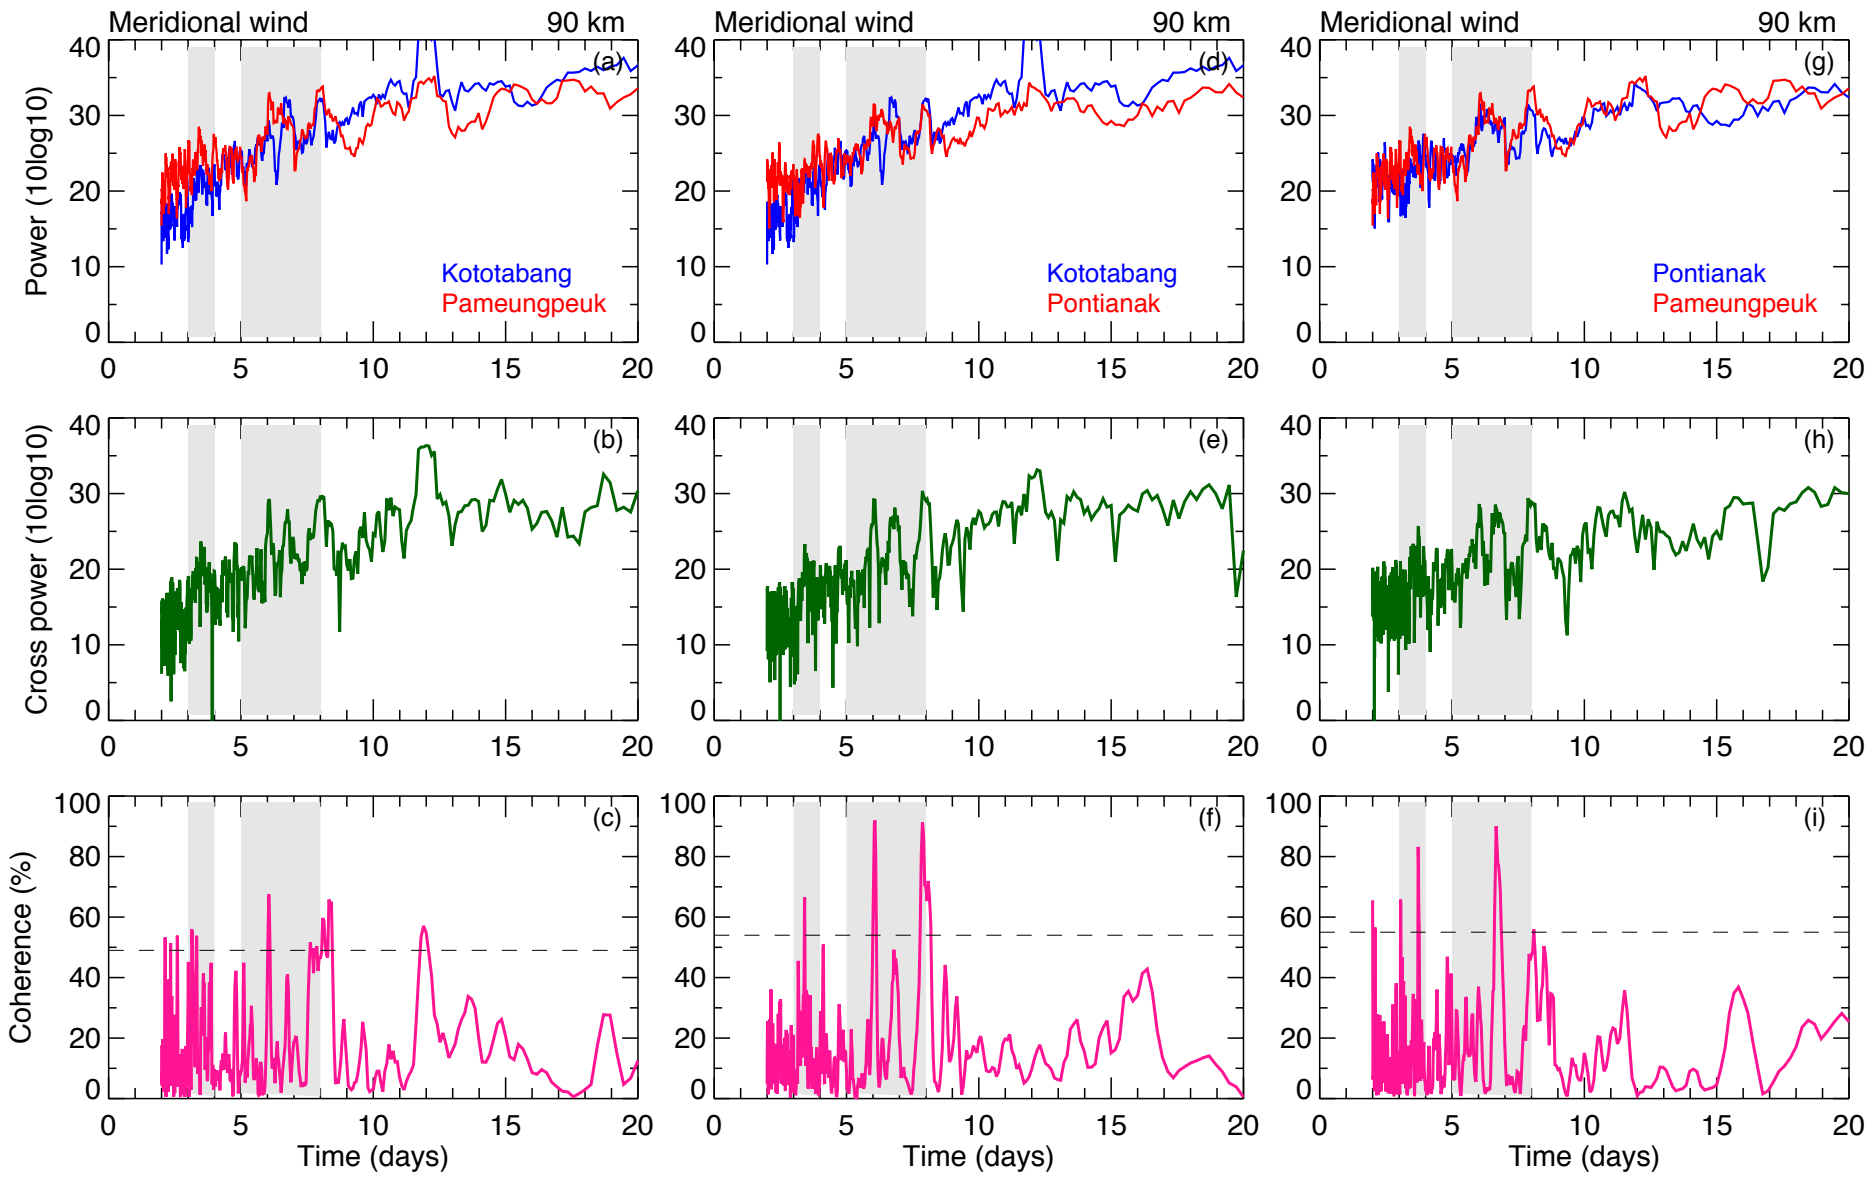 Meridional wind 90 km
Meridional wind 90 km
Meridional wind 90 km
Power (10log10)
40
30
20
10
0
(a)
Kototabang
Pameungpeuk
0 5 10 15 20
40
30
20
10
0
(d)
Kototabang
Pontianak
0 5 10 15 20
40
30
20
10
0
(g)
Pontianak
Pameungpeuk
0 5 10 15 20
Cross power (10log10)
40
30
20
10
0
(b)
0 5 10 15 20
40
30
20
10
0
(e)
0 5 10 15 20
40
30
20
10
0
(h)
0 5 10 15 20
Coherence (%)
100
80
60
40
20
0
(c)
0 5 10 15 20
Time (days)
100
80
60
40
20
0
(f)
0 5 10 15 20
Time (days)
100
80
60
40
20
0
(i)
0 5 10 15 20
Time (days)